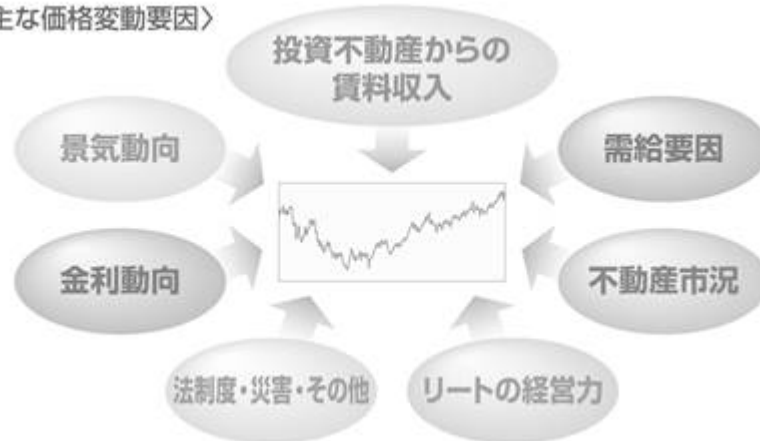 主な価格変動要因〉
投資不動産からの
賃料収入
景気動向
需給要因
金利動向
不動産市況
法制度・災害・その他
リートの経営力